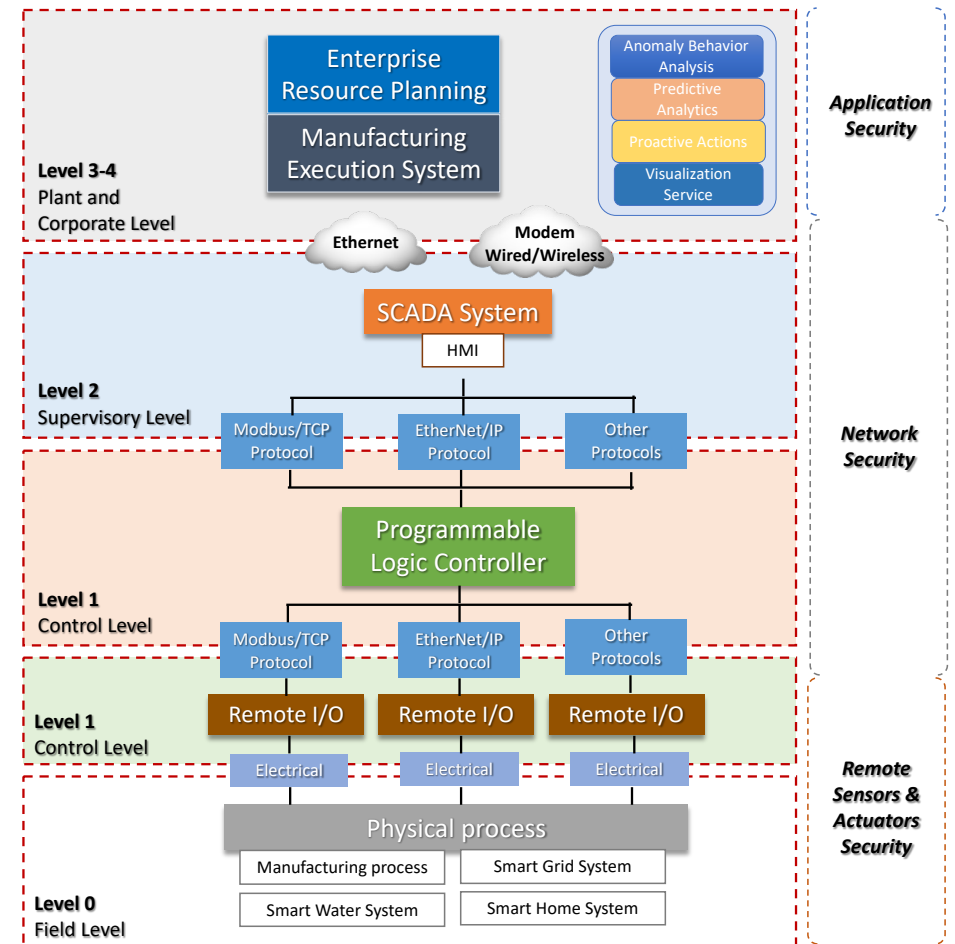 Enterprise
Resource Planning
Manufacturing
Execution System
Anomaly Behavior
Analysis
Predictive
Analytics
Proactive Actions
Visualization
Service
Application
Security
Level 3-4
Plant and
Corporate Level
Ethernet
Modem
Wired/Wireless
SCADA System
HMI
Level 2
Supervisory Level
Modbus/TCP
Protocol
EtherNet/IP
Protocol
Other
Protocols
Network
Security
Programmable
Logic Controller
Level 1
Control Level
Modbus/TCP
Protocol
EtherNet/IP
Protocol
Other
Protocols
Level 1
Control Level
Remote I/O
Remote I/O
Remote I/O
Electrical
Electrical
Electrical
Remote
Sensors &
Actuators
Security
Physical process
Manufacturing process
Smart Grid System
Smart Water System
Smart Home System
Level 0
Field Level